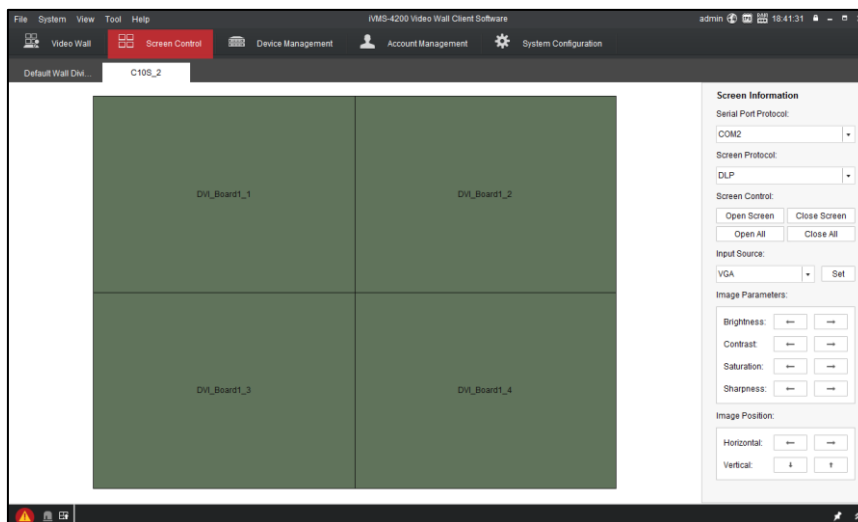 File System View Tool Help iVMS-4200 Video Wall Client Software admin 18:41:31
Video Wall Screen Control Device Management Account Management System Configuration
Default Wall Divi... C10S_2
Screen Information
Serial Port Protocol:
COM2
Screen Protocol:
DLP
Screen Control:
Open Screen Close Screen
Open All Close All
Input Source:
VGA Set
Image Parameters:
Brightness: ← →
Contrast: ← →
Saturation: ← →
Sharpness: ← →
Image Position:
Horizontal: ← →
Vertical: ↓ ↑
DVI_Board1_1 DVI_Board1_2
DVI_Board1_3 DVI_Board1_4